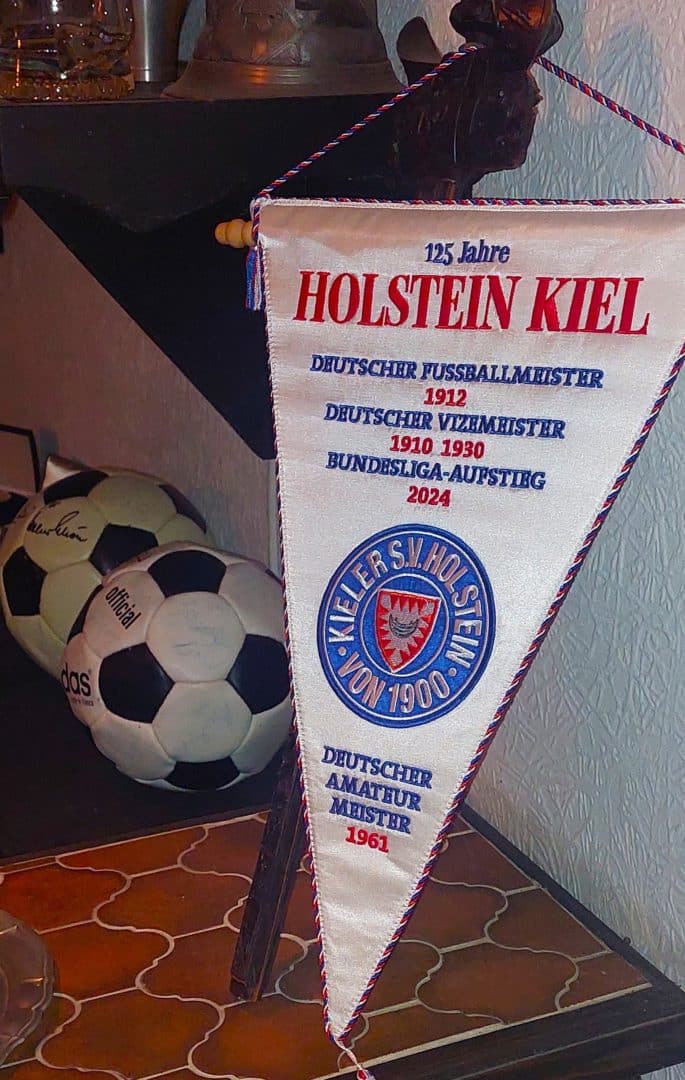 125 Jahre
HOLSTEIN KIEL
DEUTSCHER FUSSBALLMEISTER
1912
DEUTSCHER VIZEMEISTER
1910 1930
BUNDESLIGA-AUFSTIEG
2024
KIELER S.V. HOLSTEIN
· VON 1900 ·
DEUTSCHER
AMATEUR
MEISTER
1961
official
das